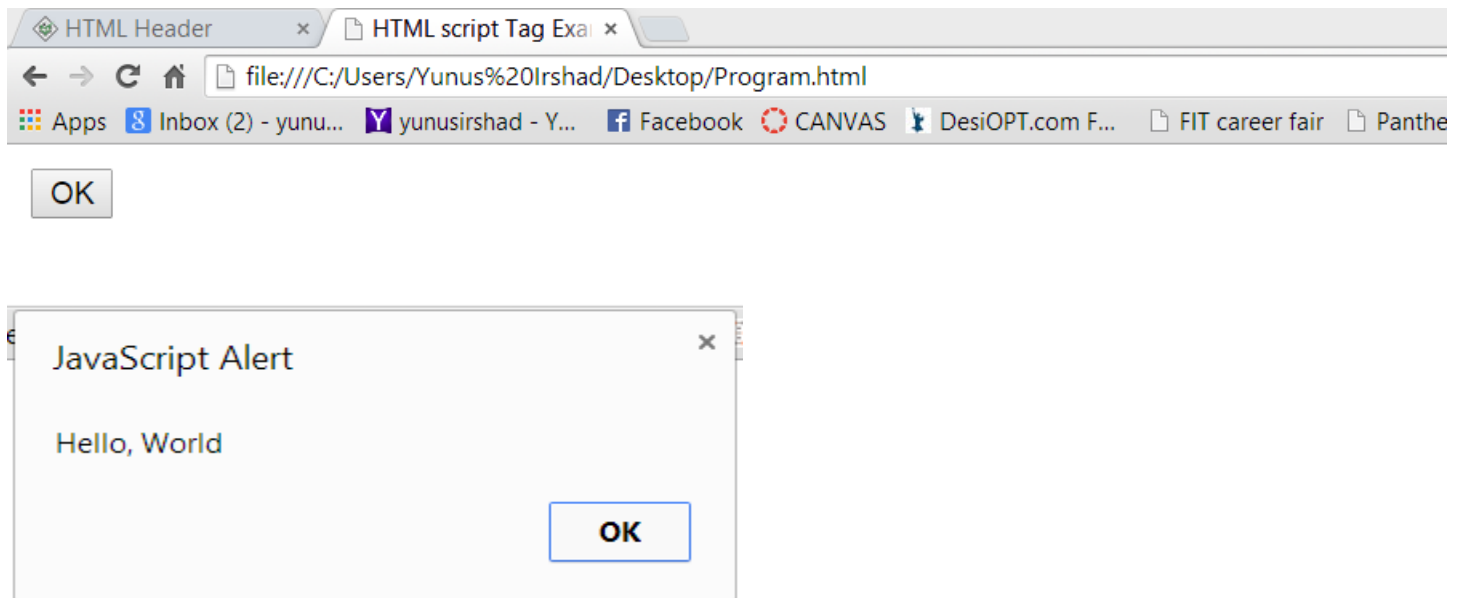 HTML Header × HTML script Tag Exa ×
file:///C:/Users/Yunus%20Irshad/Desktop/Program.html
Apps 8 Inbox (2) - yunu... Y yunusirshad - Y... f Facebook CANVAS DesiOPT.com F... FIT career fair Panthe
OK
JavaScript Alert ×
Hello, World
OK